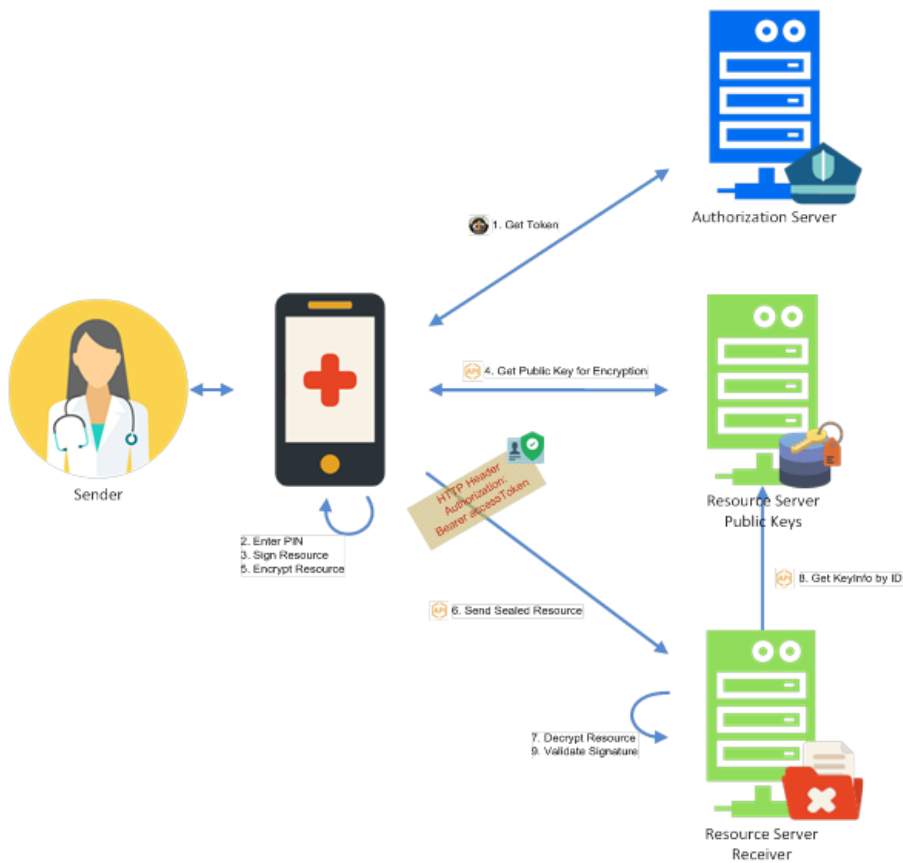 Authorization Server
1. Get Token
4. Get Public Key for Encryption
Sender
HTTP Header
Authorization:
Bearer accessToken
Resource Server
Public Keys
2. Enter PIN
3. Sign Resource
5. Encrypt Resource
API
8. Get KeyInfo by ID
API
6. Send Sealed Resource
7. Decrypt Resource
9. Validate Signature
Resource Server
Receiver